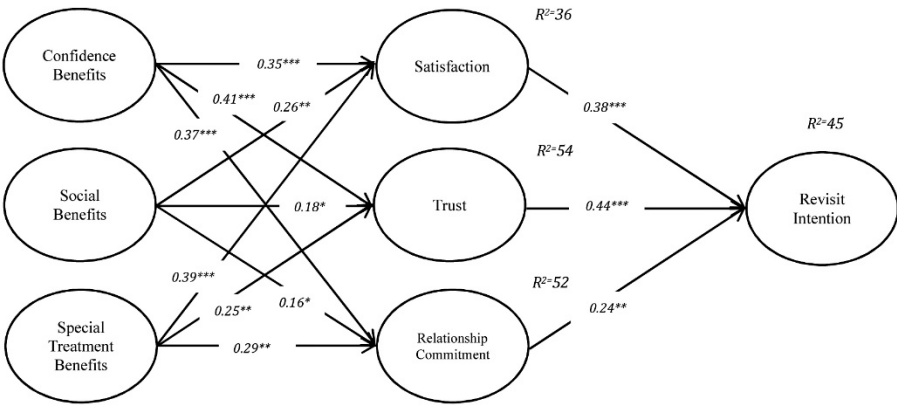 R²=36
Confidence
Benefits
0.35***
Satisfaction
0.41***
0.26**
0.38***
0.37***
R²=45
R²=54
Social
Benefits
0.18*
Trust
0.44***
Revisit
Intention
0.39***
R²=52
0.25**
0.16*
0.24**
Special
Treatment
Benefits
0.29**
Relationship
Commitment